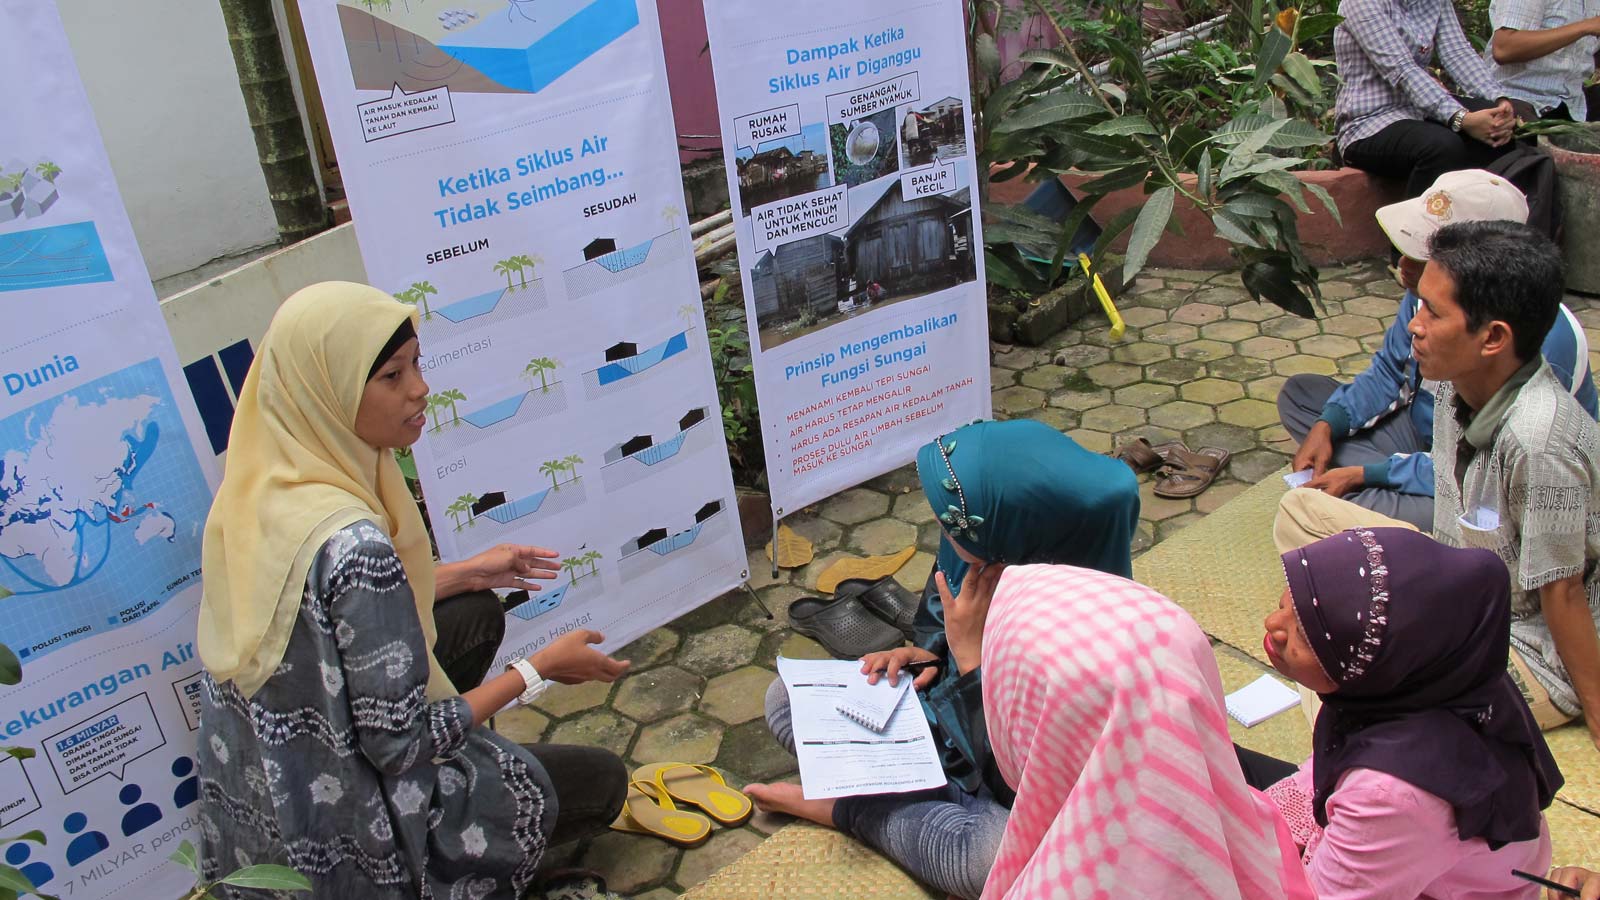 Dunia
POLUSI TINGGI
POLUSI
DARI KAPAL
SUNGAI
Kekurangan Air
1.6 MILYAR
ORANG TINGGAL
DIMANA AIR SUNGAI
DAN TANAH TIDAK
BISA DIMINUM
7 MILYAR
AIR MASUK KEDALAM
TANAH DAN KEMBALI
KE LAUT
Ketika Siklus Air
Tidak Seimbang...
SEBELUM
SESUDAH
Erosi
Hilangnya Habitat
Dampak Ketika
Siklus Air Diganggu
RUMAH
RUSAK
GENANGAN/
SUMBER NYAMUK
BANJIR
KECIL
AIR TIDAK SEHAT
UNTUK MINUM
DAN MENCUCI
Prinsip Mengembalikan
Fungsi Sungai
• MENANAMI KEMBALI TEPI SUNGAI
• AIR HARUS TETAP MENGALIR
• HARUS ADA RESAPAN AIR KEDALAM TANAH
• PROSES DULU AIR LIMBAH SEBELUM
MASUK KE SUNGAI